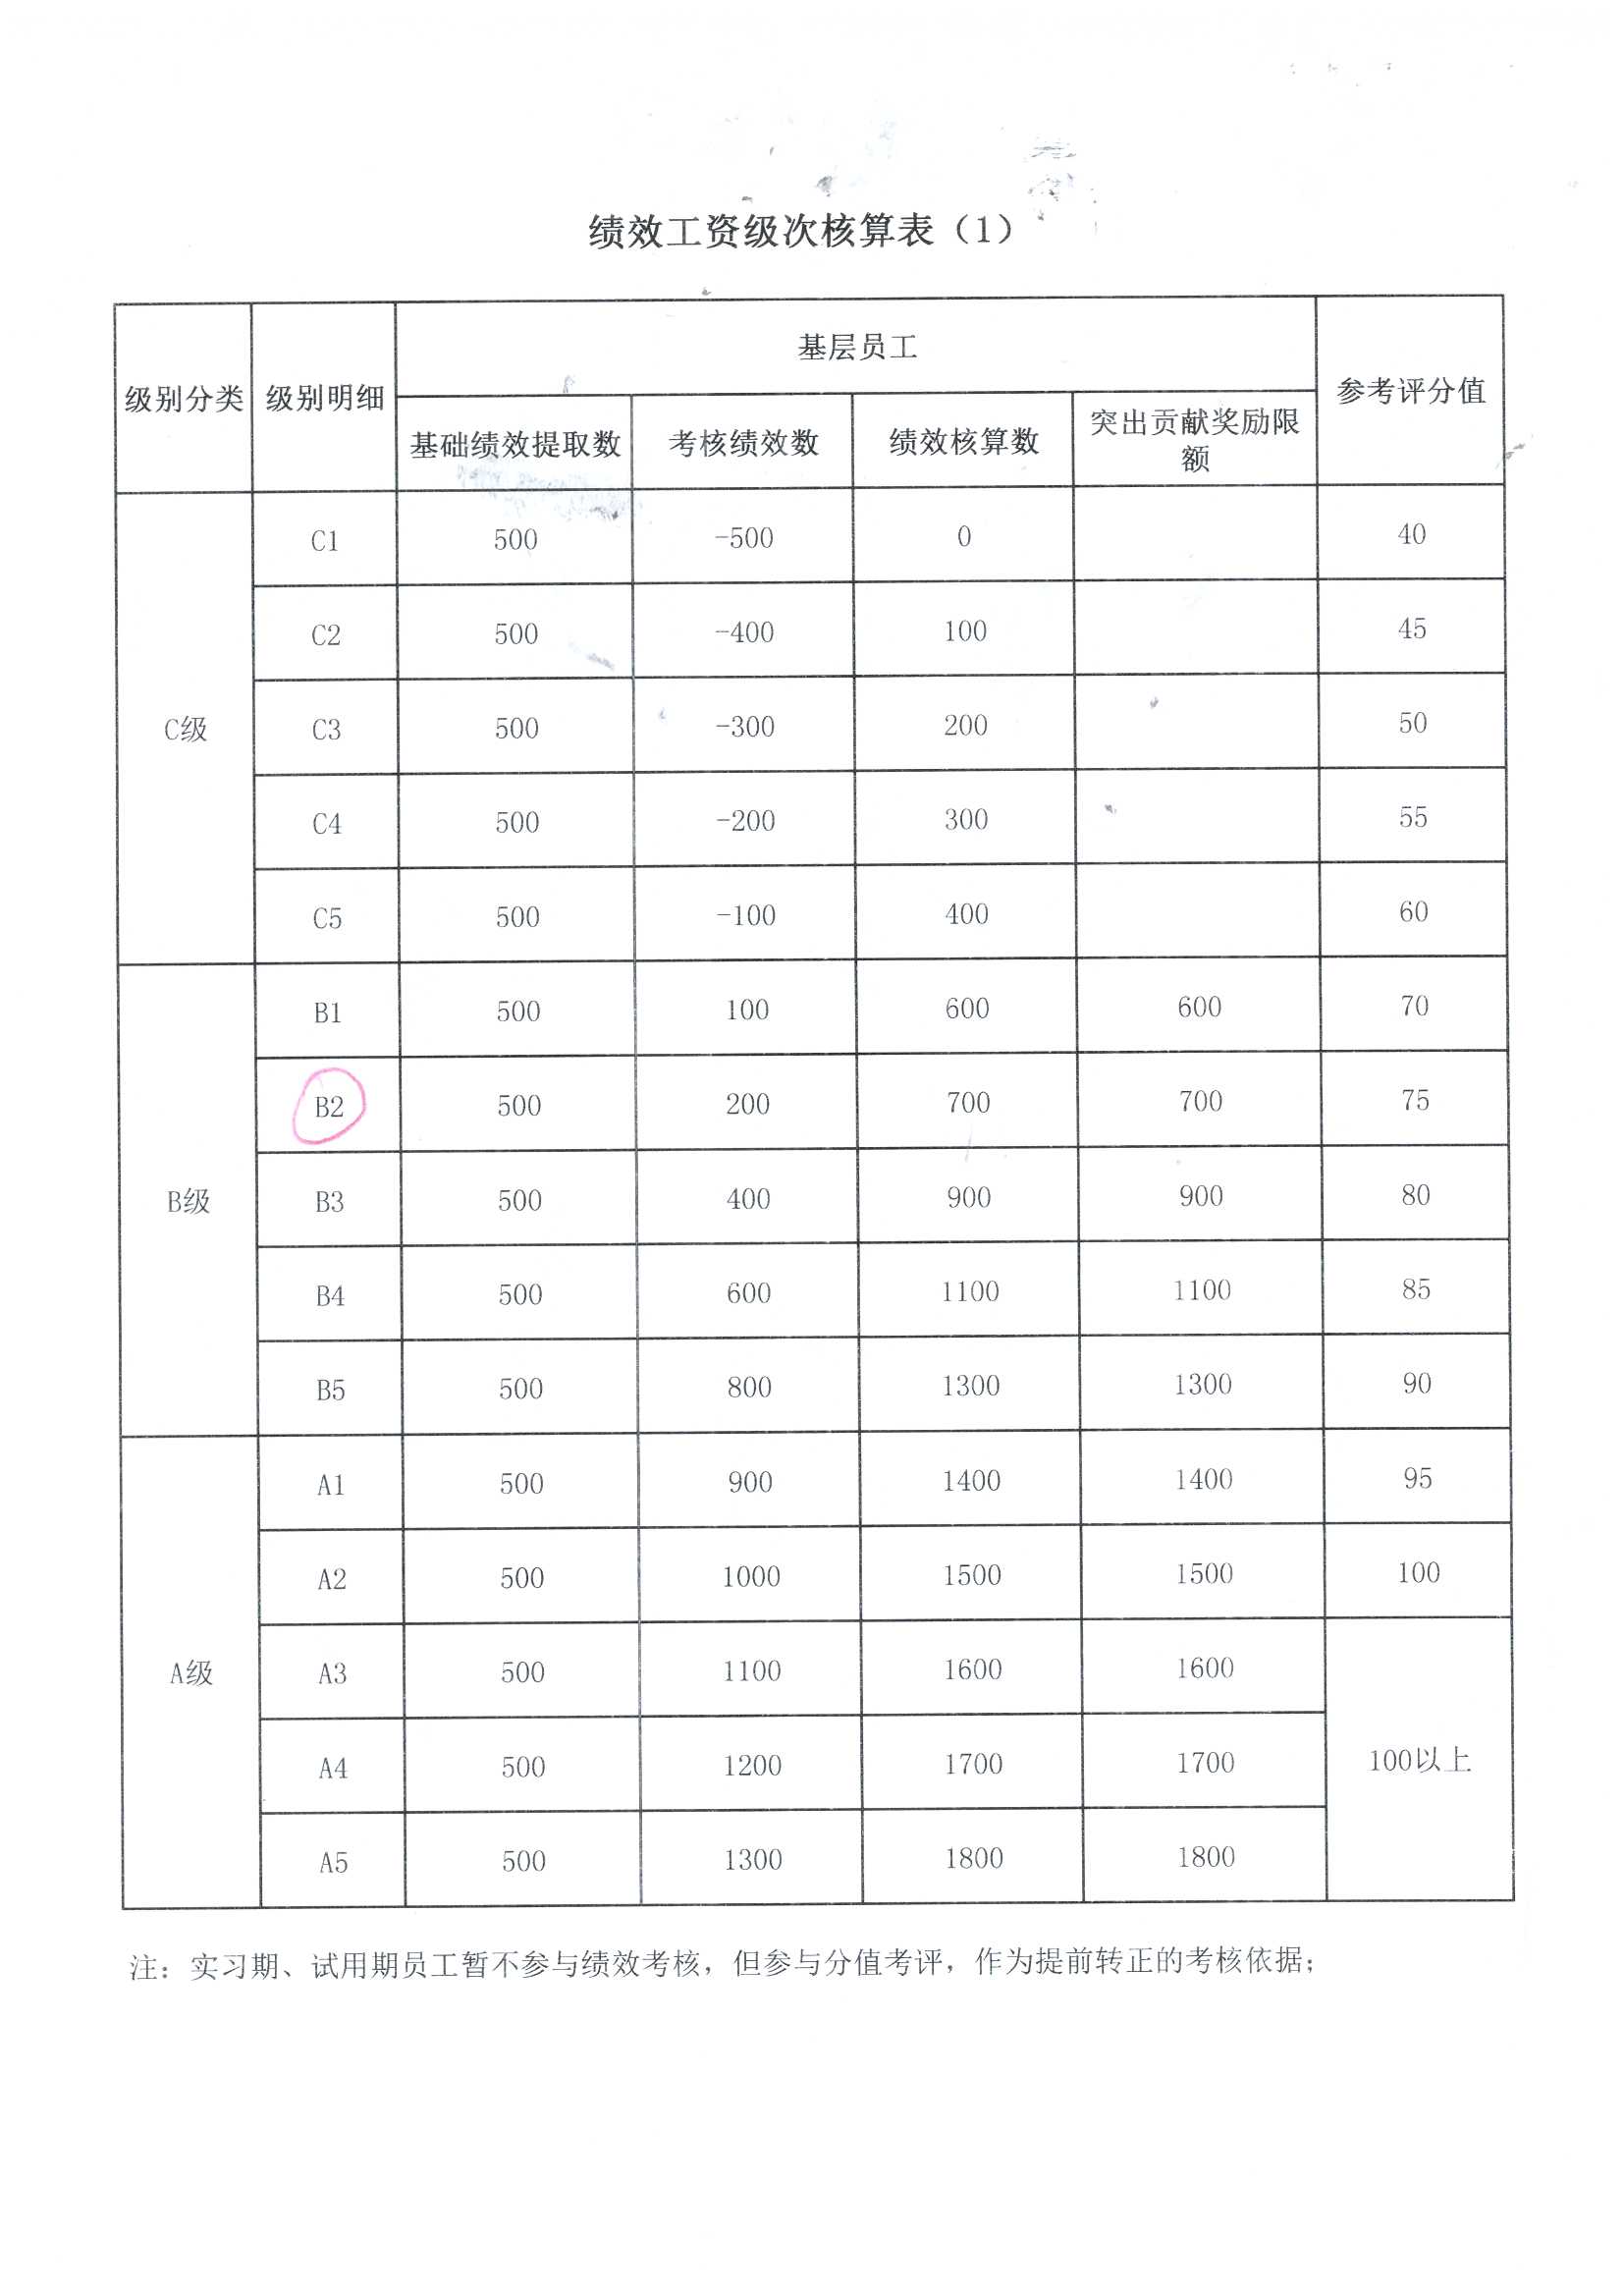 绩效工资级次核算表（1）
级别分类 级别明细 基层员工 参考评分值
基础绩效提取数 考核绩效数 绩效核算数 突出贡献奖励限
额
C级
C1 500 -500 0 40
C2 500 -400 100 45
C3 500 -300 200 50
C4 500 -200 300 55
C5 500 -100 400 60
B级
B1 500 100 600 600 70
B2 500 200 700 700 75
B3 500 400 900 900 80
B4 500 600 1100 1100 85
B5 500 800 1300 1300 90
A级
A1 500 900 1400 1400 95
A2 500 1000 1500 1500 100
A3 500 1100 1600 1600
A4 500 1200 1700 1700 100以上
A5 500 1300 1800 1800
注：实习期、试用期员工暂不参与绩效考核，但参与分值考评，作为提前转正的考核依据；